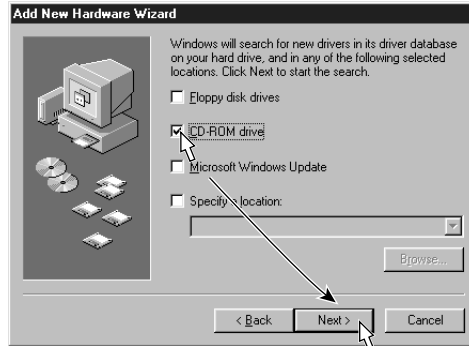 Add New Hardware Wizard
Windows will search for new drivers in its driver database
on your hard drive, and in any of the following selected
locations. Click Next to start the search.
Floppy disk drives
CD-ROM drive
Microsoft Windows Update
Specify a location:
Browse...
< Back Next > Cancel